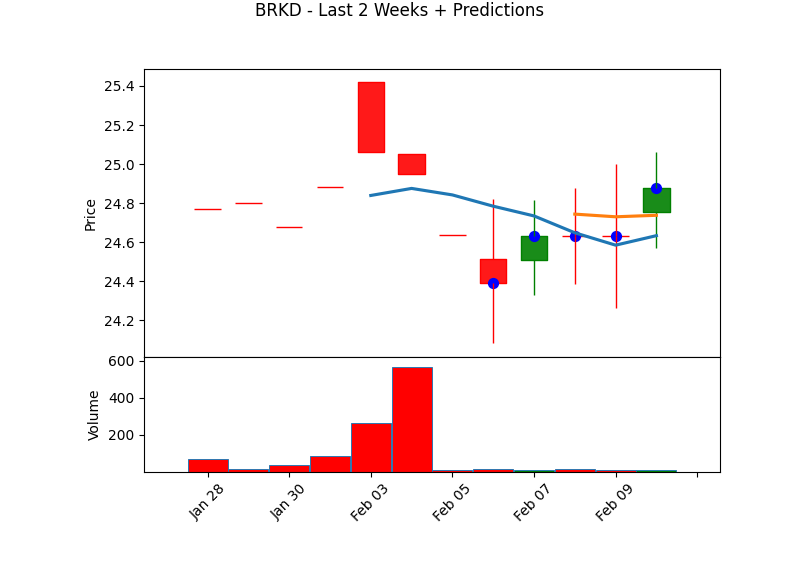 BRKD - Last 2 Weeks + Predictions
25.4
25.2
25.0
24.8
24.6
24.4
24.2
Price
600
400
200
Volume
Jan 28
Jan 30
Feb 03
Feb 05
Feb 07
Feb 09